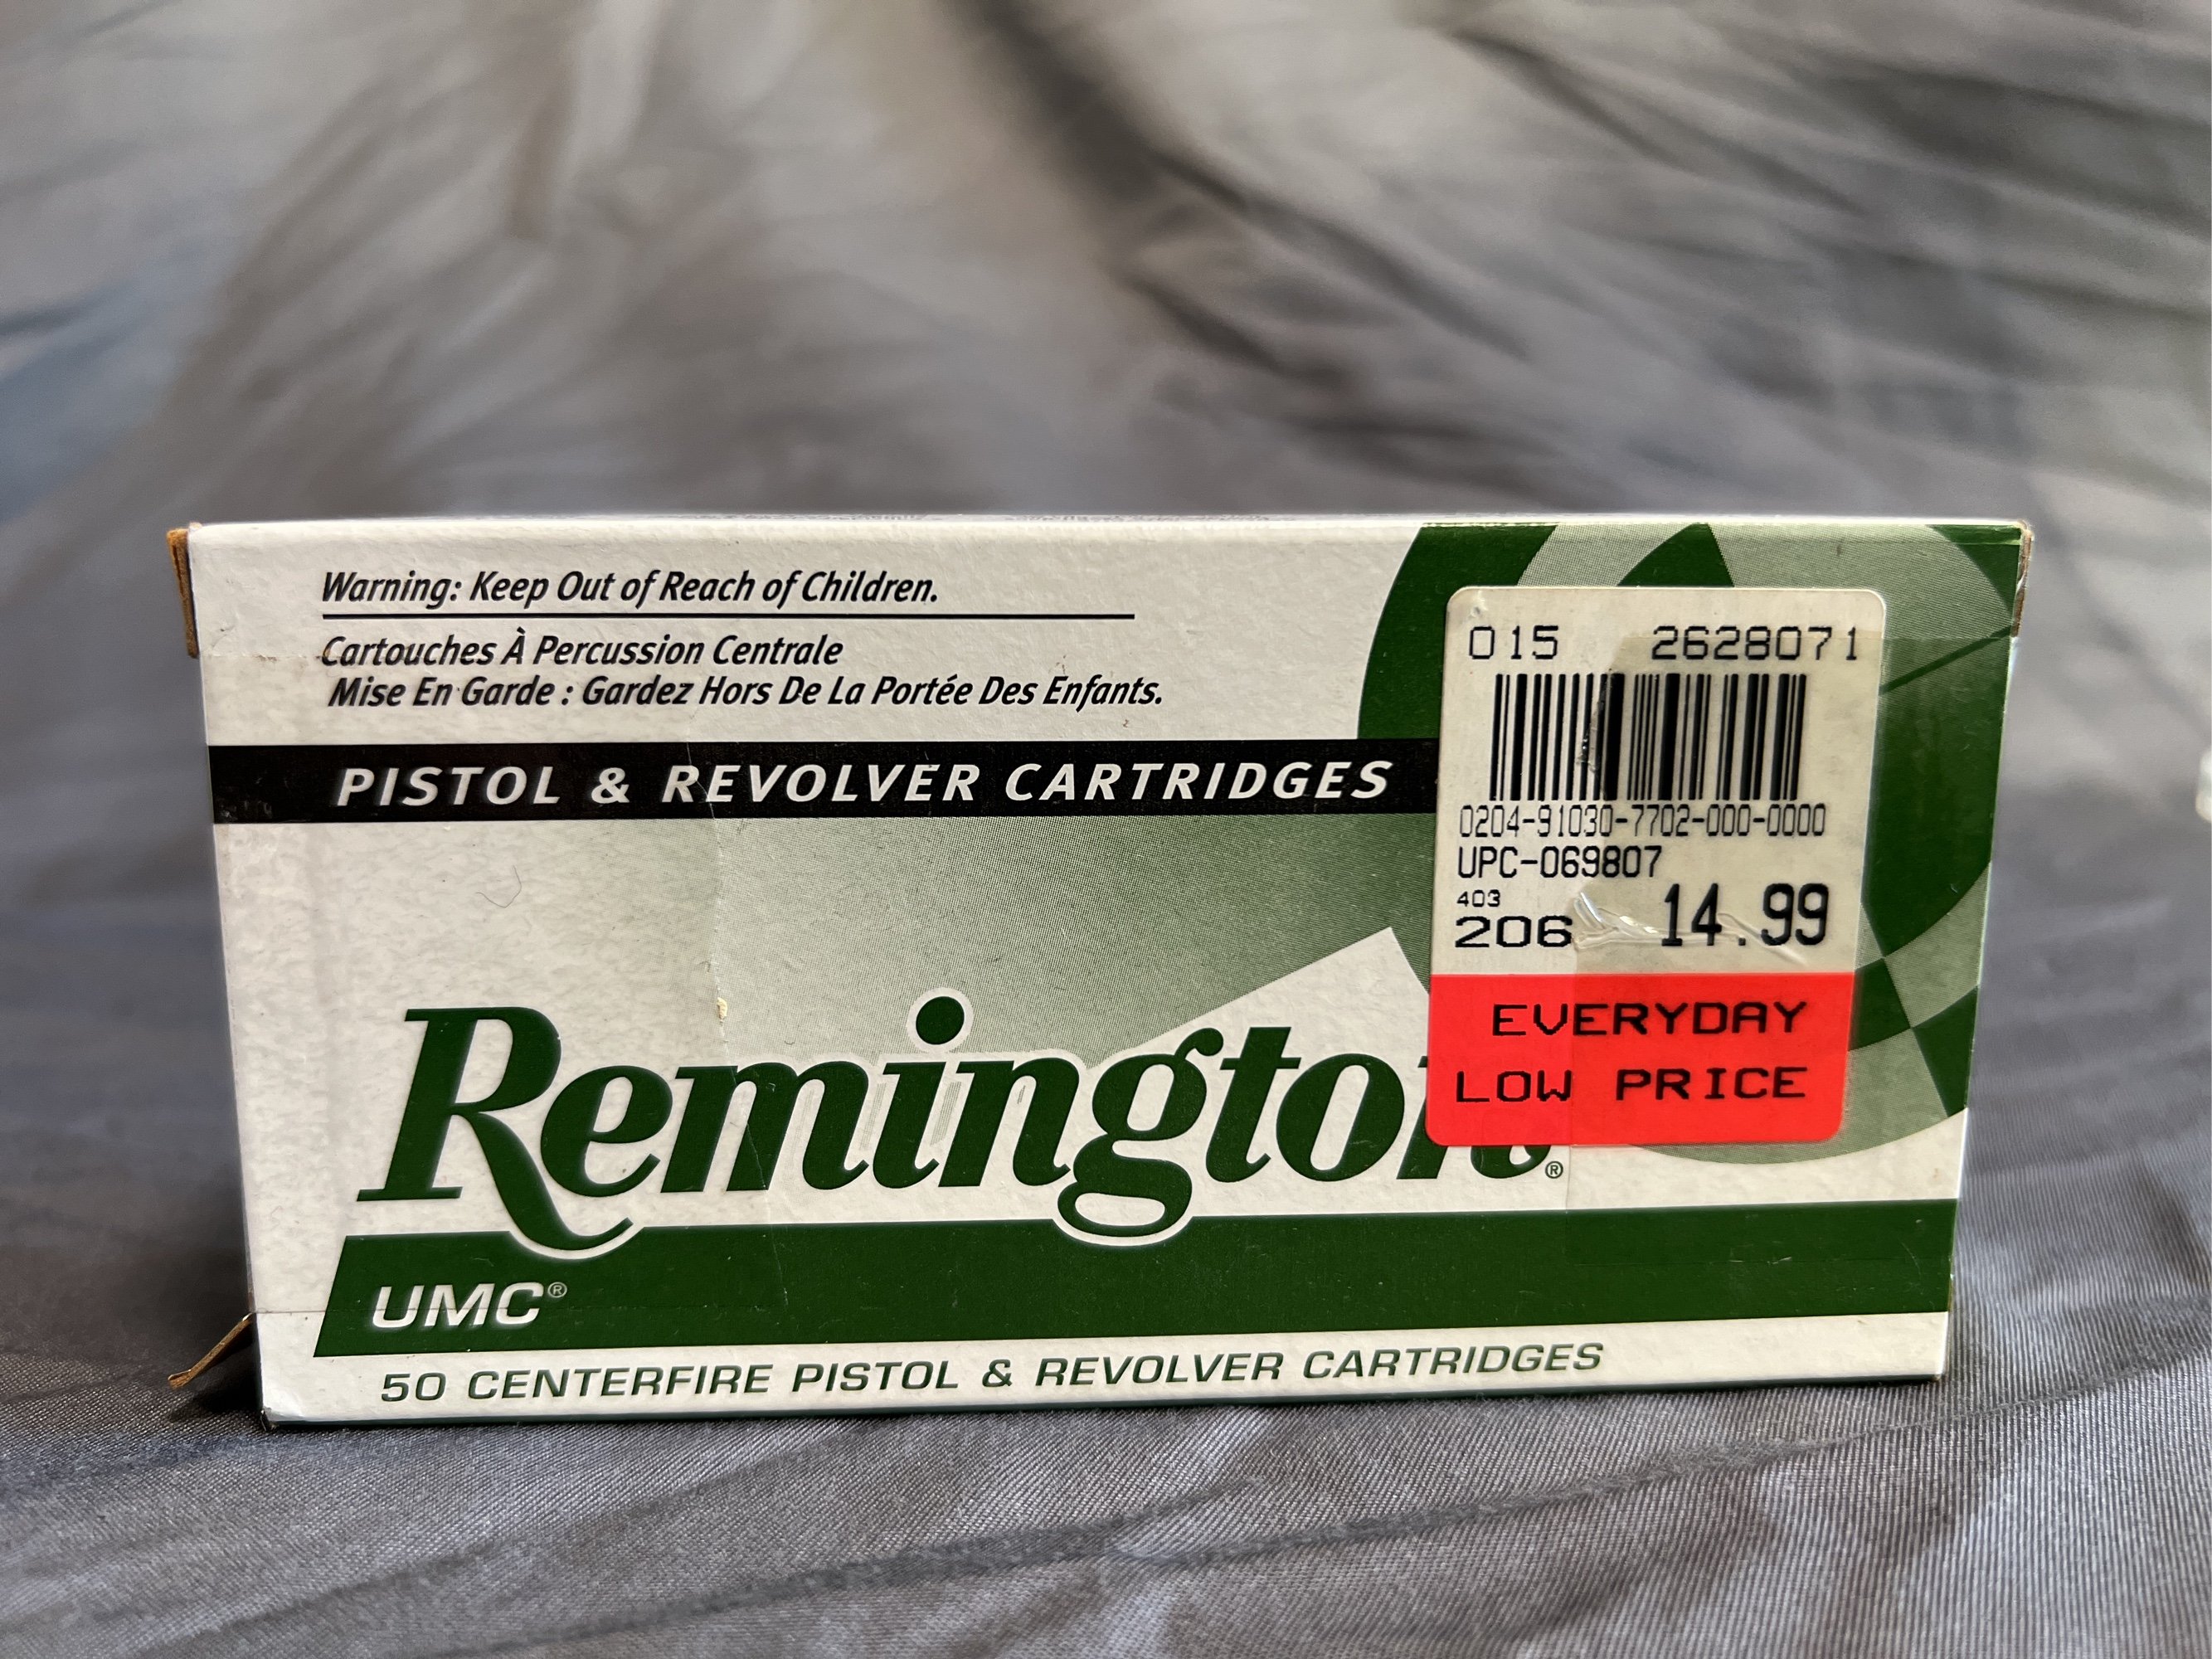 Warning: Keep Out of Reach of Children.
Cartouches À Percussion Centrale
Mise En Garde : Gardez Hors De La Portée Des Enfants.
PISTOL & REVOLVER CARTRIDGES
015 2628071
0204-91030-7702-000-0000
UPC-069807
403
206 14.99
EVERYDAY
LOW PRICE
Remington®
UMC®
50 CENTERFIRE PISTOL & REVOLVER CARTRIDGES